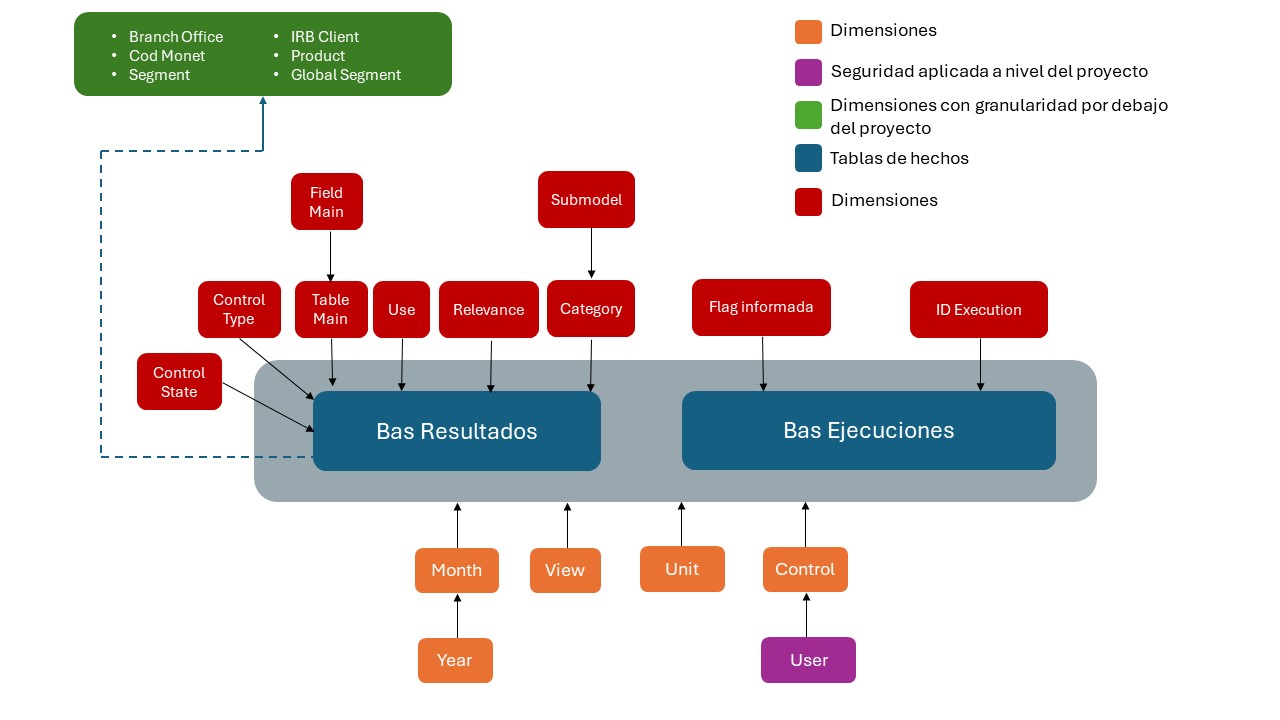 • Branch Office
• Cod Monet
• Segment
• IRB Client
• Product
• Global Segment
Dimensiones
Seguridad aplicada a nivel del proyecto
Dimensiones con granularidad por debajo
del proyecto
Tablas de hechos
Dimensiones
Field
Main
Submodel
Control
Type
Table
Main
Use
Relevance
Category
Flag informada
ID Execution
Control
State
Bas Resultados
Bas Ejecuciones
Month
View
Unit
Control
Year
User